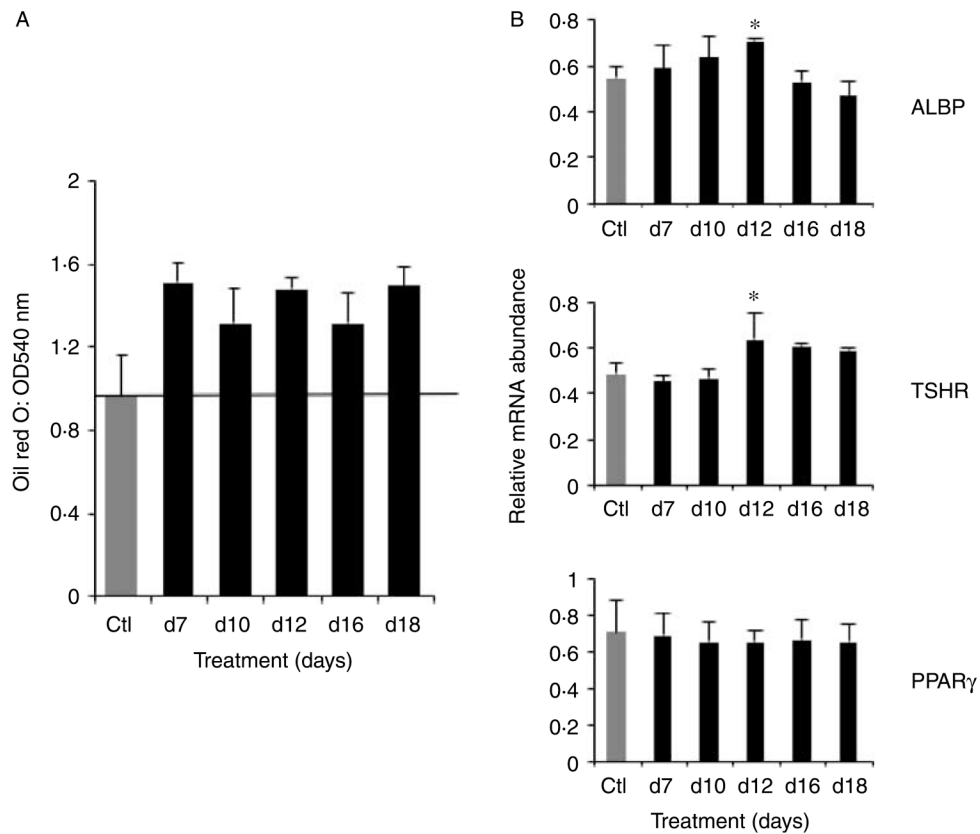 A
Oil red O: OD540 nm
2
1·6
1·2
0·8
0·4
0
Ctl d7 d10 d12 d16 d18
Treatment (days)
B
Relative mRNA abundance
0·8
0·6
0·4
0·2
0
*
Ctl d7 d10 d12 d16 d18
ALBP
0·8
0·6
0·4
0·2
0
*
Ctl d7 d10 d12 d16 d18
TSHR
1
0·8
0·6
0·4
0·2
0
Ctl d7 d10 d12 d16 d18
PPARγ
Treatment (days)